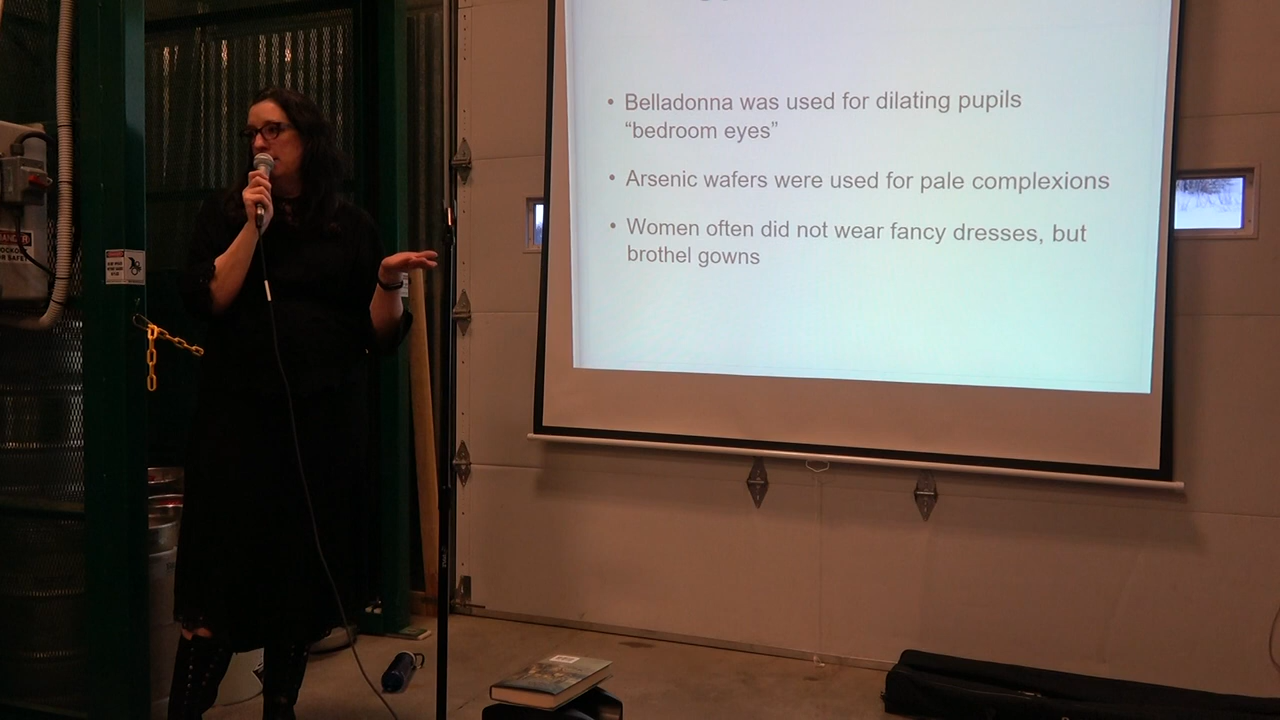 • Belladonna was used for dilating pupils
“bedroom eyes”
• Arsenic wafers were used for pale complexions
• Women often did not wear fancy dresses, but
brothel gowns